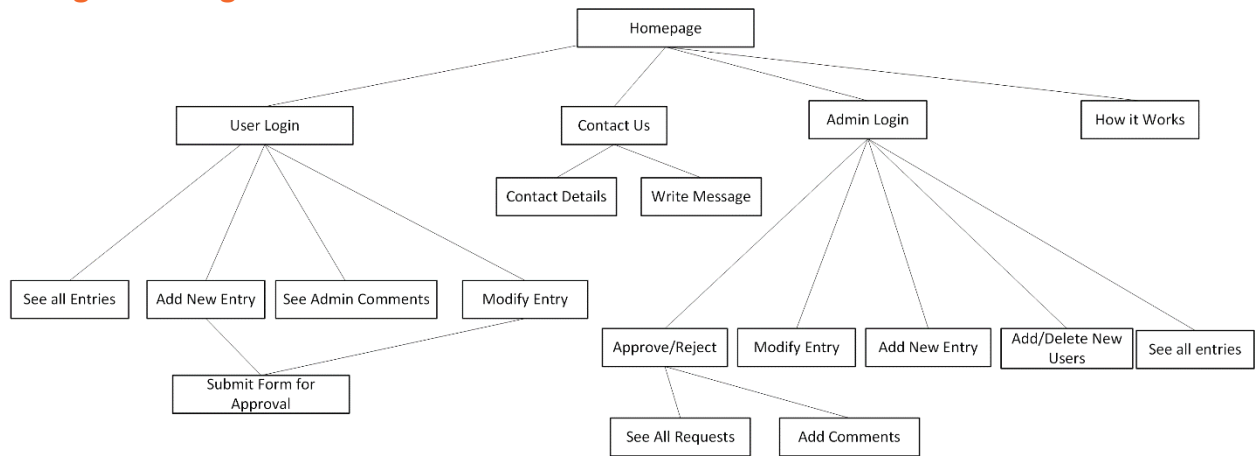 Homepage
User Login
Contact Us
Admin Login
How it Works
Contact Details
Write Message
See all Entries
Add New Entry
See Admin Comments
Modify Entry
Approve/Reject
Modify Entry
Add New Entry
Add/Delete New
Users
See all entries
Submit Form for
Approval
See All Requests
Add Comments